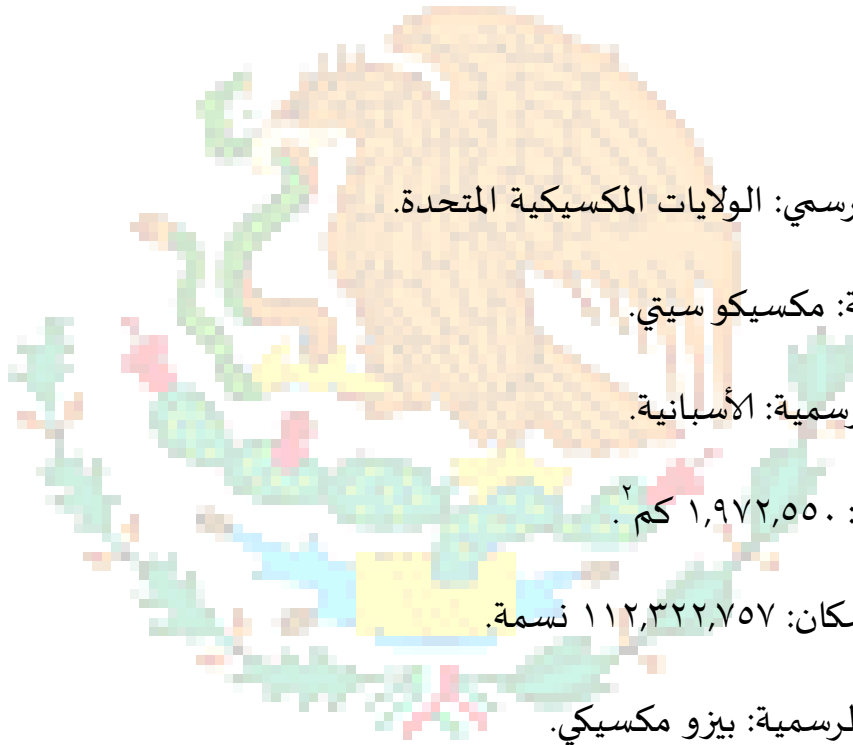 رسمي: الولايات المكسيكية المتحدة.
ة: مكسيكو سيتي.
رسمية: الأسبانية.
: ١,٩٧٢,٥٥٠ كم٢.
كان: ١١٢,٣٢٢,٧٥٧ نسمة.
لرسمية: بيزو مكسيكي.